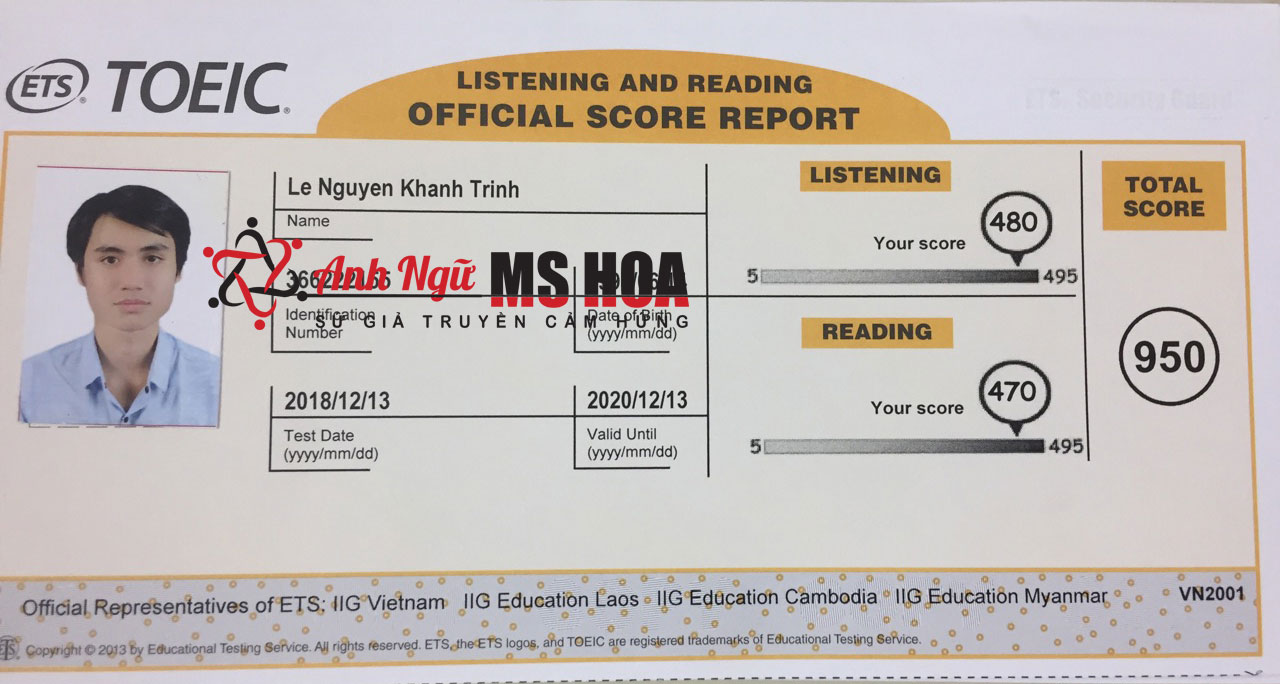 ETS® TOEIC®
LISTENING AND READING
OFFICIAL SCORE REPORT
Le Nguyen Khanh Trinh
Name
Anh Ngữ MS HOA
SỨ GIẢ TRUYỀN CẢM HỨNG
Identification
Number
Date of Birth
(yyyy/mm/dd)
2018/12/13
Test Date
(yyyy/mm/dd)
2020/12/13
Valid Until
(yyyy/mm/dd)
LISTENING
Your score
480
5 495
READING
Your score
470
5 495
TOTAL
SCORE
950
Official Representatives of ETS: IIG Vietnam IIG Education Laos IIG Education Cambodia IIG Education Myanmar
VN2001
Copyright © 2013 by Educational Testing Service. All rights reserved. ETS, the ETS logos, and TOEIC are registered trademarks of Educational Testing Service.